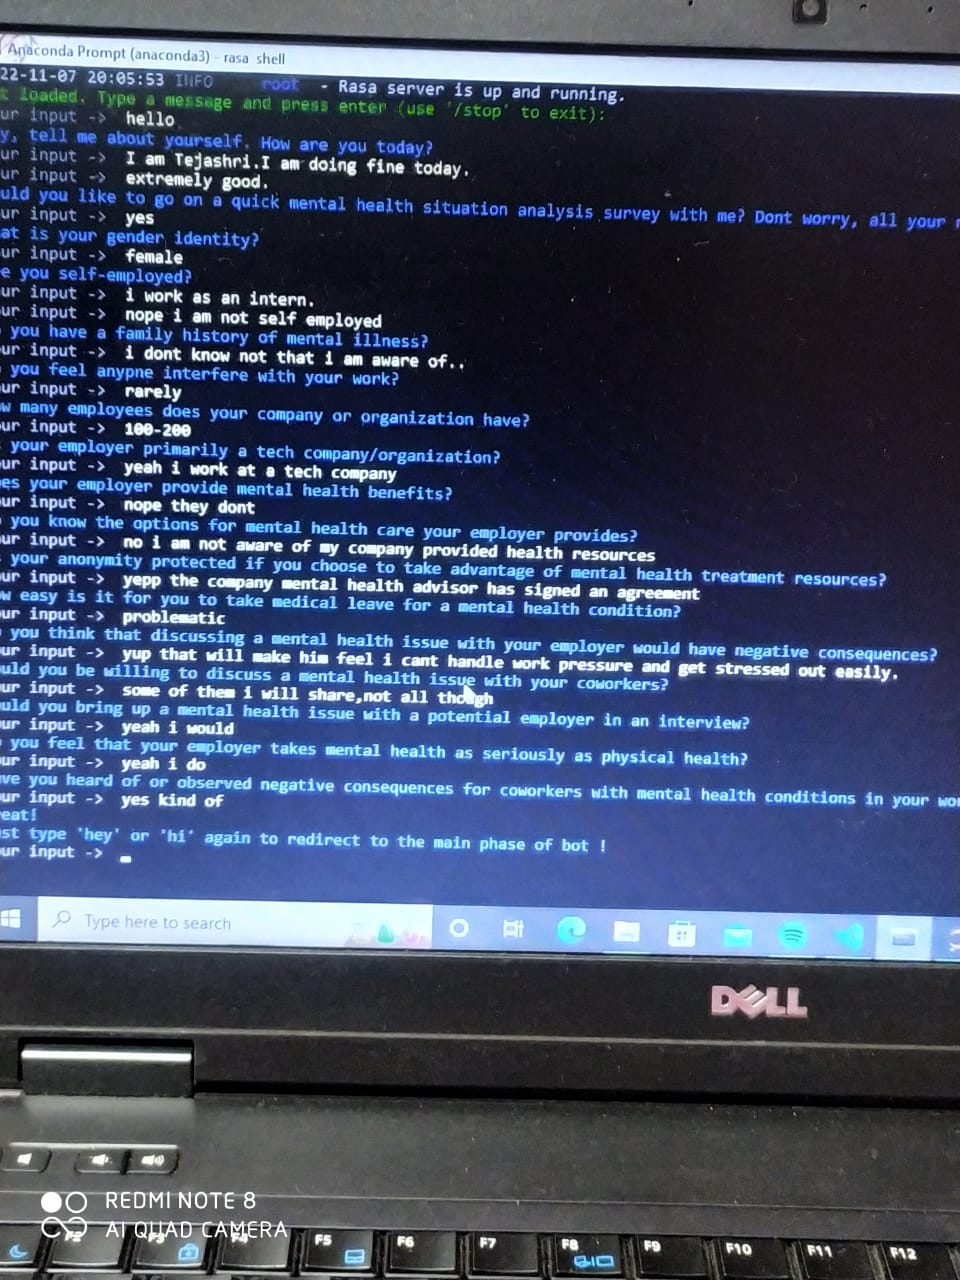 Anaconda Prompt (anaconda3) - rasa shell
22-11-07 20:05:53 INFO root - Rasa server is up and running.
t loaded. Type a message and press enter (use '/stop' to exit):
ur input -> hello
y, tell me about yourself. How are you today?
ur input -> I am Tejashri.I am doing fine today.
ur input -> extremely good.
uld you like to go on a quick mental health situation analysis survey with me? Dont worry, all your
ur input -> yes
at is your gender identity?
ur input -> female
e you self-employed?
ur input -> i work as an intern.
ur input -> nope i am not self employed
you have a family history of mental illness?
ur input -> i dont know not that i am aware of..
you feel anypne interfere with your work?
ur input -> rarely
w many employees does your company or organization have?
ur input -> 100-200
your employer primarily a tech company/organization?
ur input -> yeah i work at a tech company
es your employer provide mental health benefits?
ur input -> nope they dont
you know the options for mental health care your employer provides?
ur input -> no i am not aware of my company provided health resources
your anonymity protected if you choose to take advantage of mental health treatment resources?
ur input -> yepp the company mental health advisor has signed an agreement
w easy is it for you to take medical leave for a mental health condition?
ur input -> problematic
you think that discussing a mental health issue with your employer would have negative consequences?
ur input -> yup that will make him feel i cant handle work pressure and get stressed out easily.
uld you be willing to discuss a mental health issue with your coworkers?
ur input -> some of them i will share,not all though
uld you bring up a mental health issue with a potential employer in an interview?
ur input -> yeah i would
you feel that your employer takes mental health as seriously as physical health?
ur input -> yeah i do
ve you heard of or observed negative consequences for coworkers with mental health conditions in your wo
ur input -> yes kind of
eat!
st type 'hey' or 'hi' again to redirect to the main phase of bot !
ur input ->
Type here to search
DELL
REDMI NOTE 8
AI QUAD CAMERA
F2 F3 F4 F5 F6 F7 F8 F9 F10 F11 F12